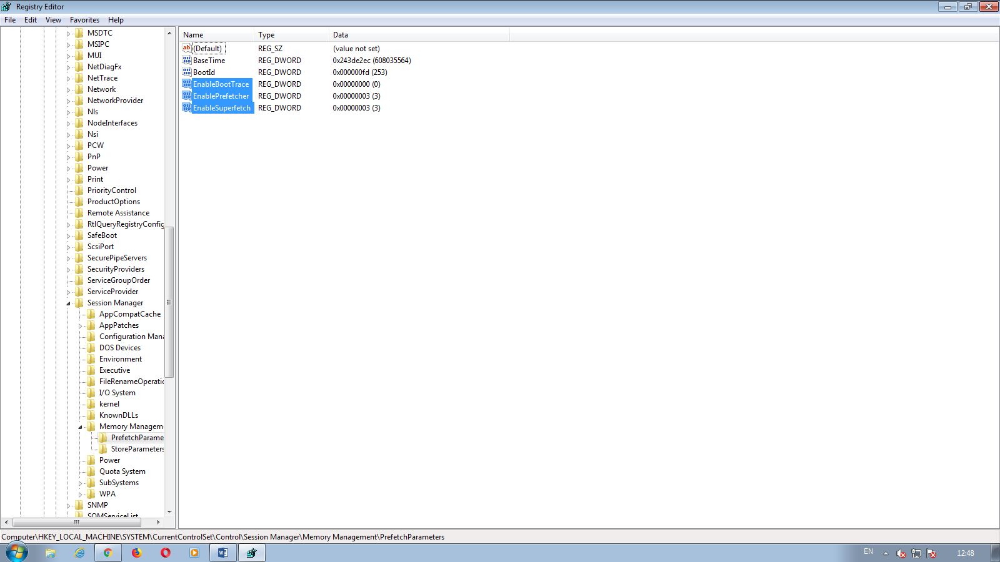 Registry Editor
File Edit View Favorites Help
MSDTC
MSIPC
MUI
NetDiagFx
NetTrace
Network
NetworkProvider
Nls
NodeInterfaces
Nsi
PCW
PnP
Power
Print
PriorityControl
ProductOptions
Remote Assistance
RtlQueryRegistryConfig
SafeBoot
ScsiPort
SecurePipeServers
SecurityProviders
ServiceGroupOrder
ServiceProvider
Session Manager
AppCompatCache
AppPatches
Configuration Mana
DOS Devices
Environment
Executive
FileRenameOperatio
I/O System
kernel
KnownDLLs
Memory Managem
PrefetchParame
StoreParameters
Power
Quota System
SubSystems
WPA
SNMP
SQMServiceList
Name Type Data
(Default) REG_SZ (value not set)
BaseTime REG_DWORD 0x243de2ec (608035564)
BootId REG_DWORD 0x000000fd (253)
EnableBootTrace REG_DWORD 0x00000000 (0)
EnablePrefetcher REG_DWORD 0x00000003 (3)
EnableSuperfetch REG_DWORD 0x00000003 (3)
Computer\HKEY_LOCAL_MACHINE\SYSTEM\CurrentControlSet\Control\Session Manager\Memory Management\PrefetchParameters
EN 12:48